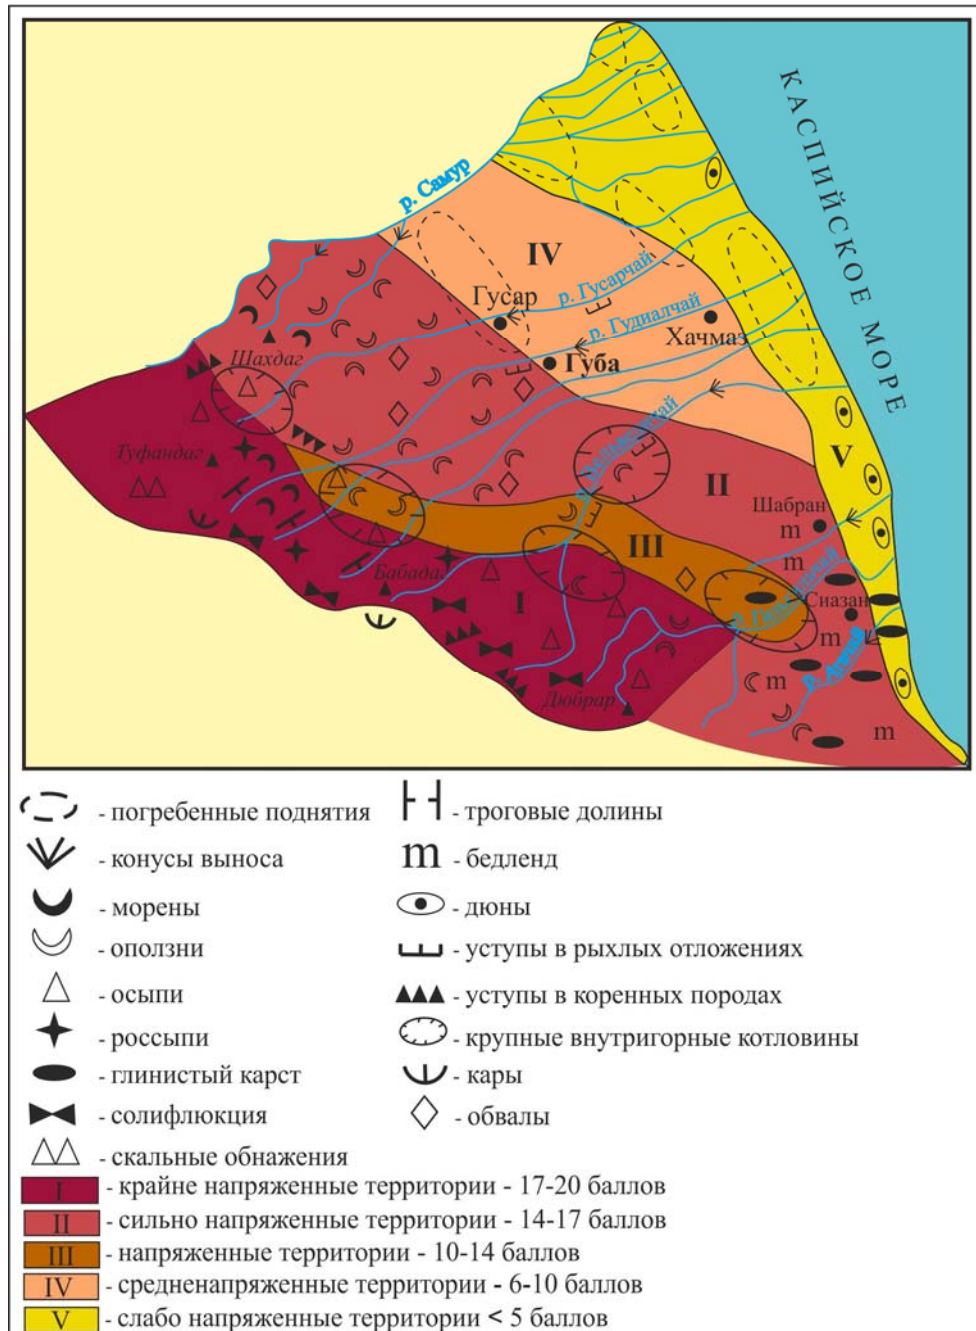 КАСПИЙСКОЕ МОРЕ
р. Самур
IV
р. Гусарчай
Гусар
р. Гудиалчай
Хачмаз
Губа
Шахдаг
Туфандаг
II
V
Шабран
m
III
m
Бабадаг
I
Сиазан
m
р. Атачай
m
Дюбрар
m
- погребенные поднятия
- конусы выноса
- морены
- оползни
- осыпи
- россыпи
- глинистый карст
- солифлюкция
- скальные обнажения
- троговые долины
m - бедленд
- дюны
- уступы в рыхлых отложениях
- уступы в коренных породах
- крупные внутригорные котловины
- кары
- обвалы
I - крайне напряженные территории - 17-20 баллов
II - сильно напряженные территории - 14-17 баллов
III - напряженные территории - 10-14 баллов
IV - средненапряженные территории - 6-10 баллов
V - слабо напряженные территории < 5 баллов